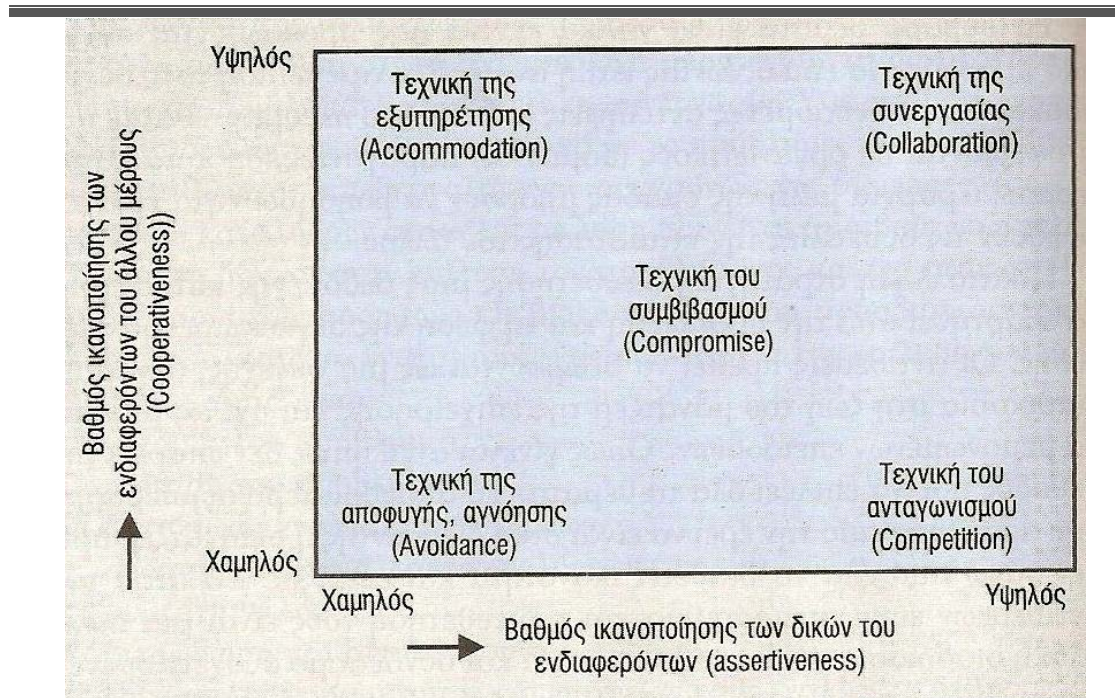 Υψηλός
Τεχνική της
εξυπηρέτησης
(Accommodation)
Τεχνική της
συνεργασίας
(Collaboration)
Βαθμός ικανοποίησης των
ενδιαφερόντων του άλλου μέρους
(Cooperativeness))
Τεχνική του
συμβιβασμού
(Compromise)
Τεχνική της
αποφυγής, αγνόησης
(Avoidance)
Τεχνική του
ανταγωνισμού
(Competition)
Χαμηλός
Χαμηλός
Υψηλός
Βαθμός ικανοποίησης των δικών του
ενδιαφερόντων (assertiveness)